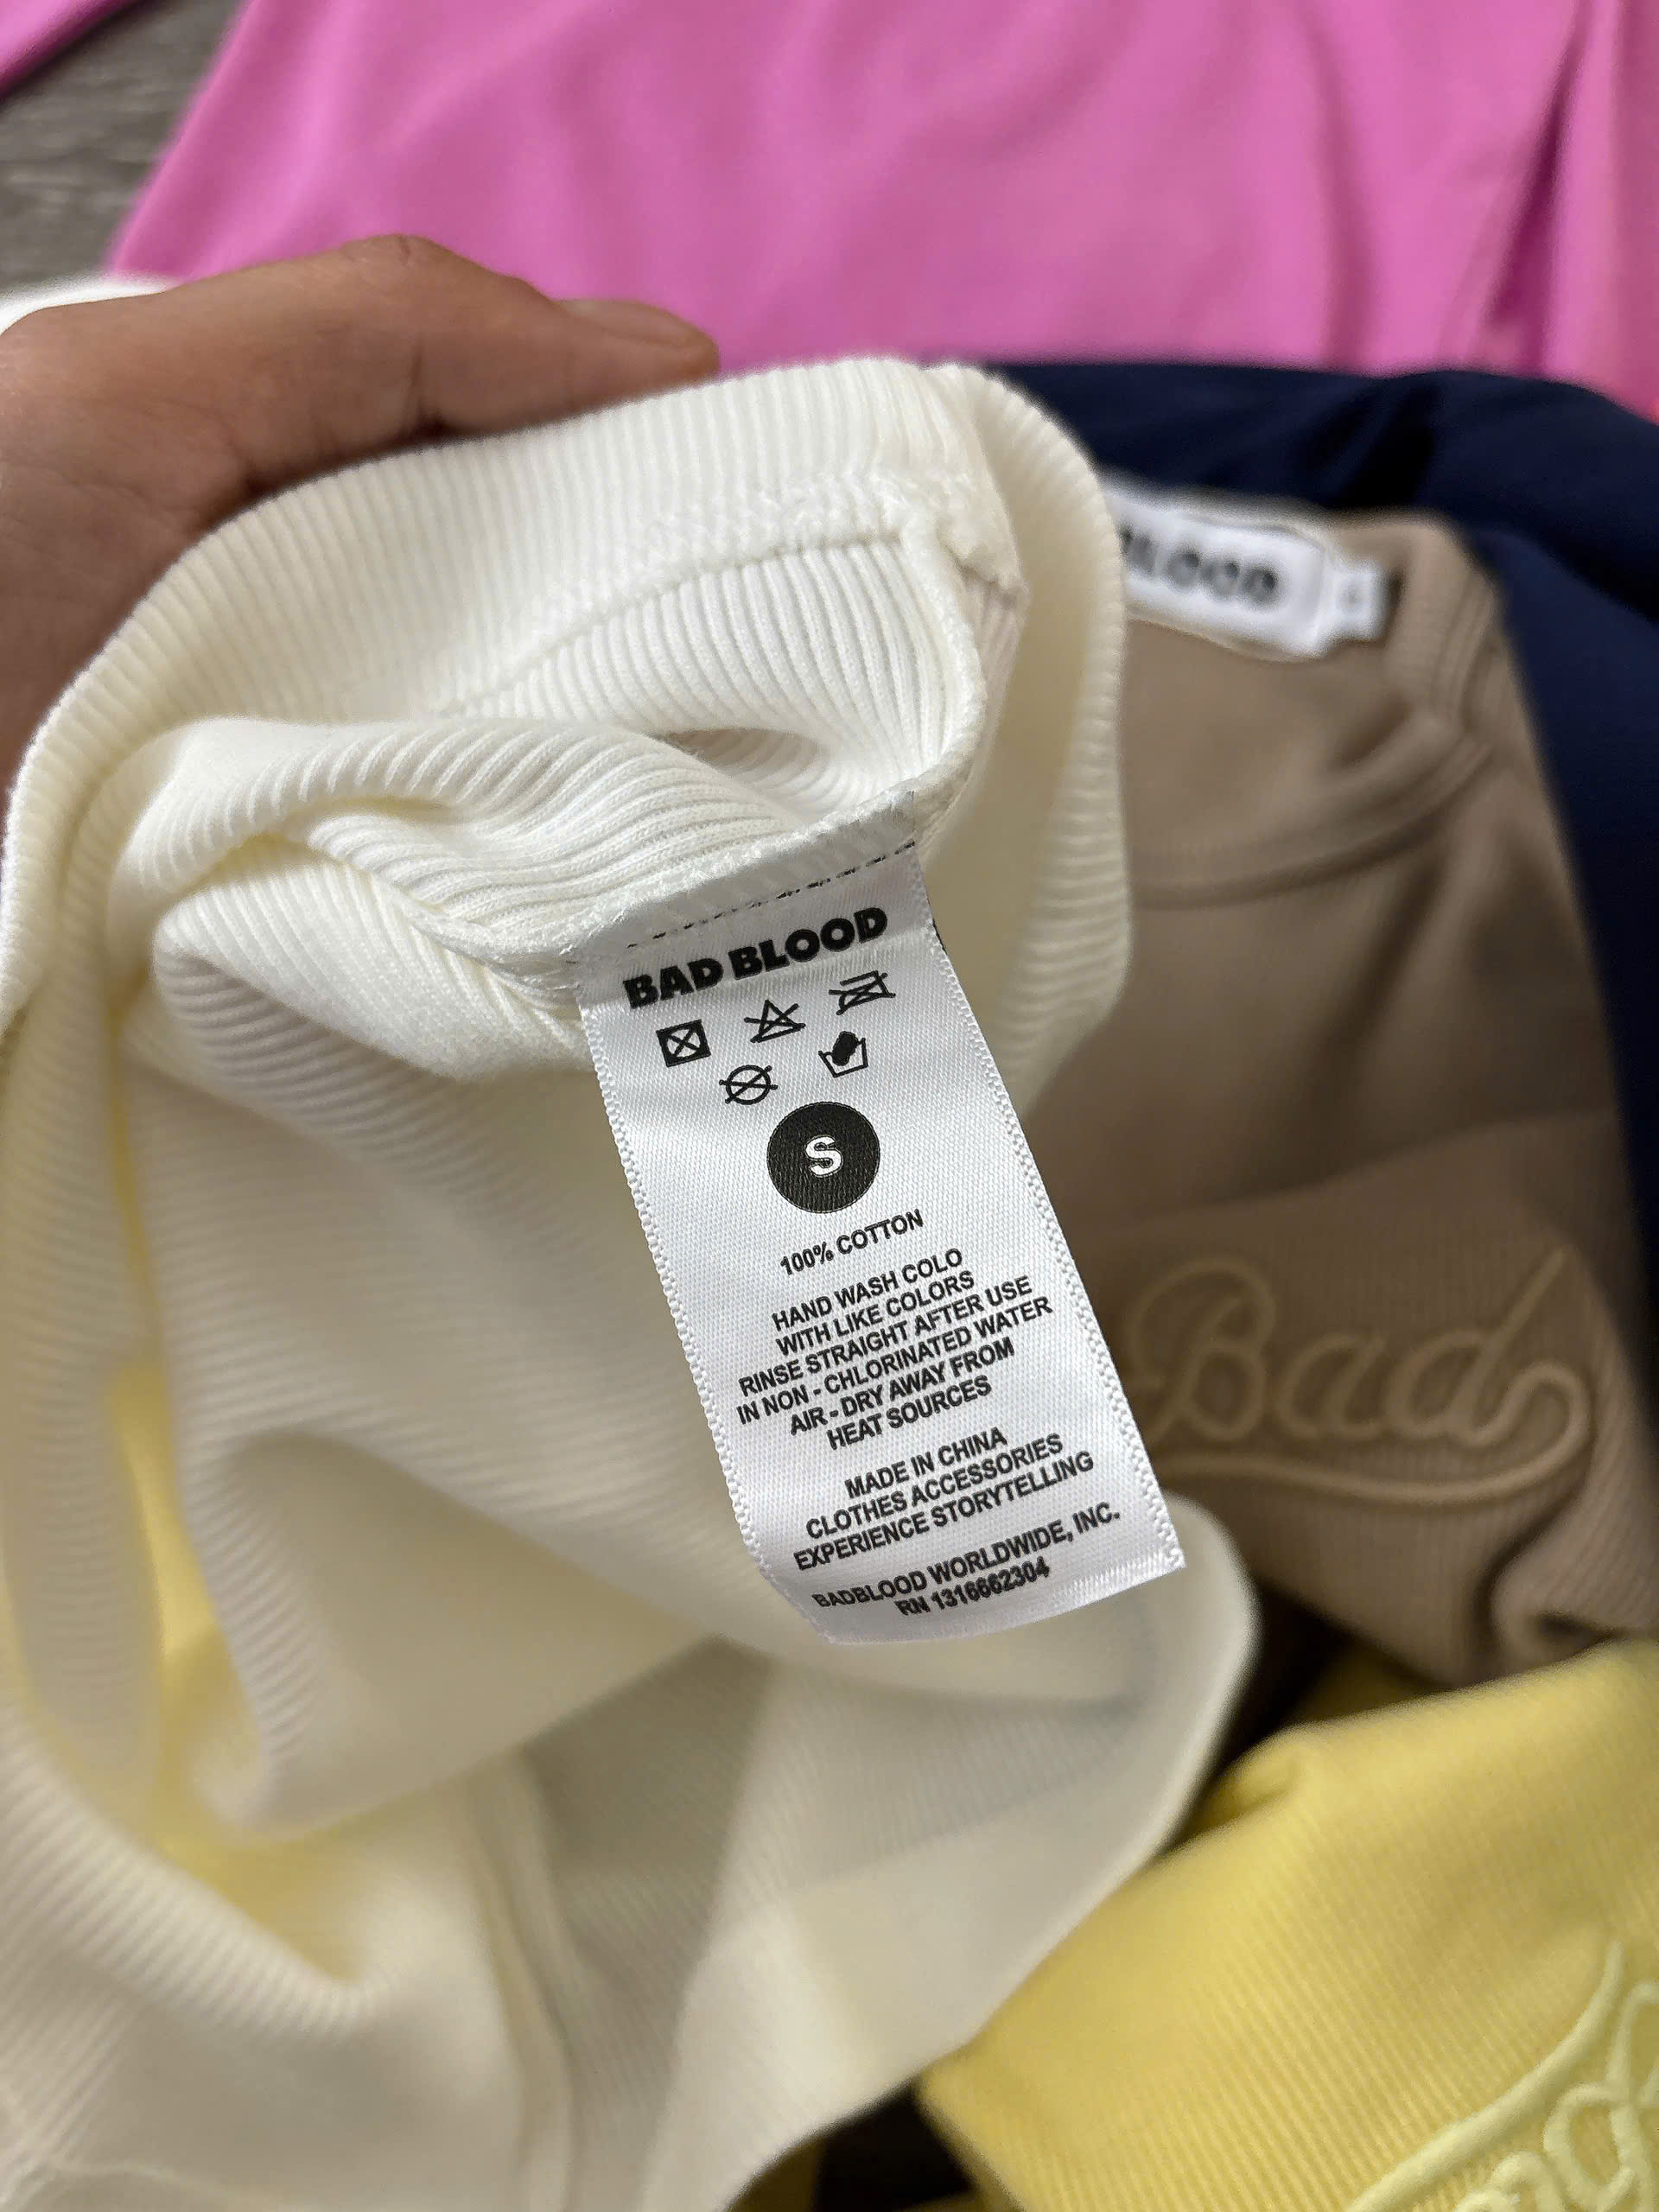 BLOOD
BAD BLOOD
S
100% COTTON
HAND WASH COLO
WITH LIKE COLORS
RINSE STRAIGHT AFTER USE
IN NON - CHLORINATED WATER
AIR - DRY AWAY FROM
HEAT SOURCES
MADE IN CHINA
CLOTHES ACCESSORIES
EXPERIENCE STORYTELLING
BADBLOOD WORLDWIDE, INC.
RN 1316662304
Bad